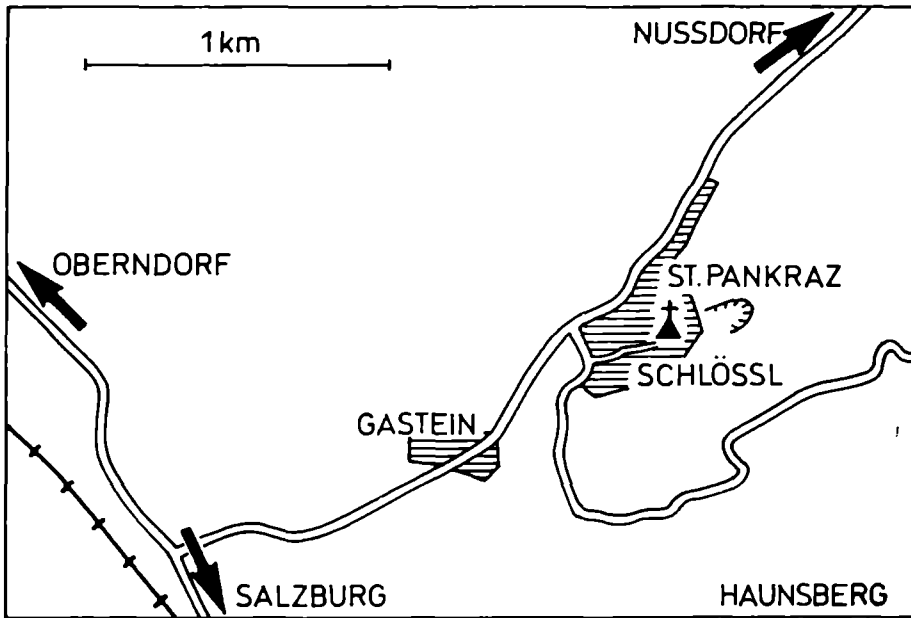 1km
NUSSDORF
OBERNDORF
ST. PANKRAZ
SCHLÖSSL
GASTEIN
SALZBURG
HAUNSBERG